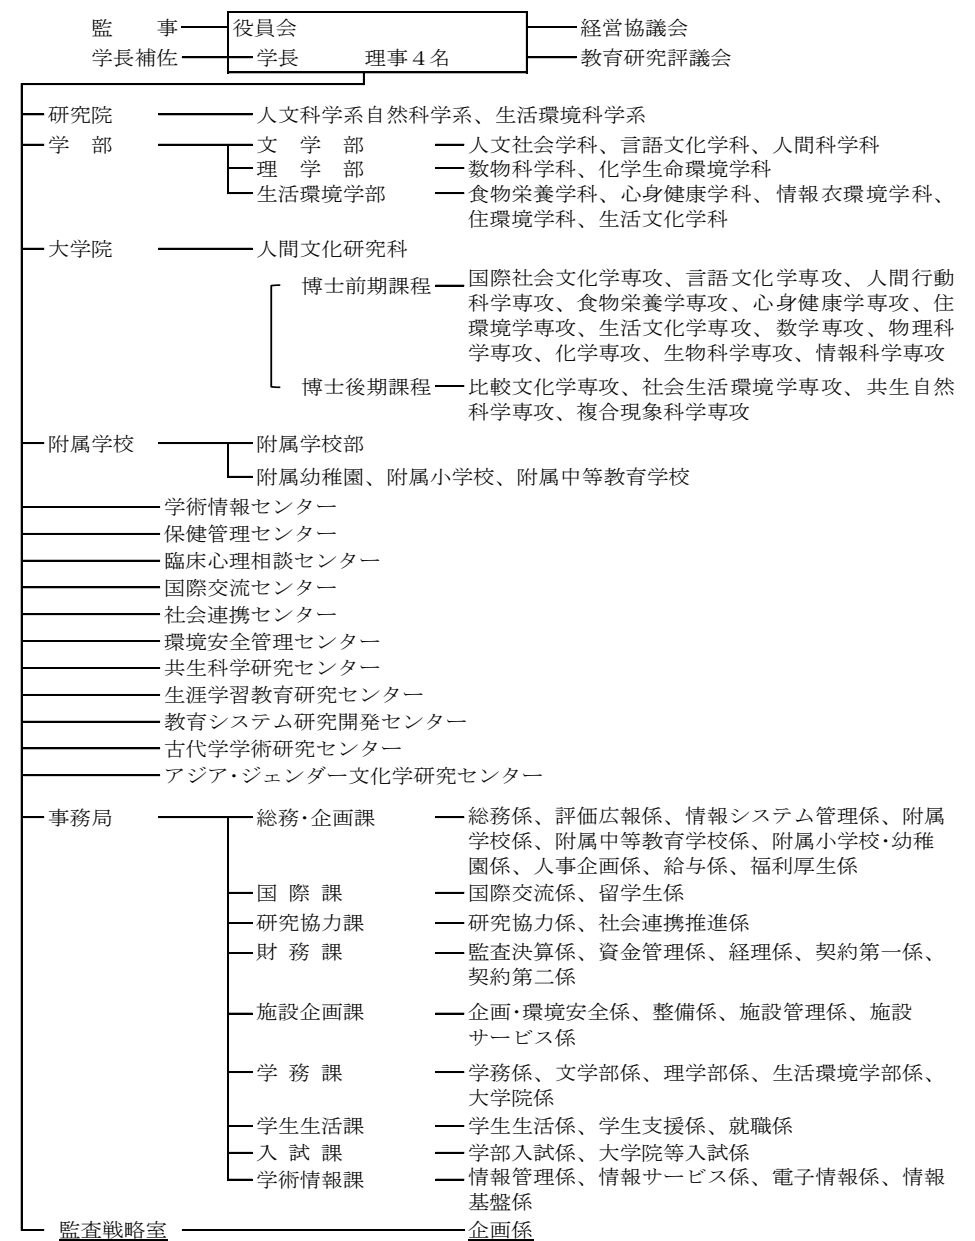 監　事　役員会　経営協議会
学長補佐　学長　理事４名　教育研究評議会
研究院　人文科学系自然科学系、生活環境科学系
学　部　文　学　部　人文社会学科、言語文化学科、人間科学科
理　学　部　数物科学科、化学生命環境学科
生活環境学部　食物栄養学科、心身健康学科、情報衣環境学科、
住環境学科、生活文化学科
大学院　人間文化研究科
博士前期課程　国際社会文化学専攻、言語文化学専攻、人間行動
科学専攻、食物栄養学専攻、心身健康学専攻、住
環境学専攻、生活文化学専攻、数学専攻、物理科
学専攻、化学専攻、生物科学専攻、情報科学専攻
博士後期課程　比較文化学専攻、社会生活環境学専攻、共生自然
科学専攻、複合現象科学専攻
附属学校　附属学校部
附属幼稚園、附属小学校、附属中等教育学校
学術情報センター
保健管理センター
臨床心理相談センター
国際交流センター
社会連携センター
環境安全管理センター
共生科学研究センター
生涯学習教育研究センター
教育システム研究開発センター
古代学学術研究センター
アジア・ジェンダー文化学研究センター
事務局　総務・企画課　総務係、評価広報係、情報システム管理係、附属
学校係、附属中等教育学校係、附属小学校・幼稚
園係、人事企画係、給与係、福利厚生係
国　際　課　国際交流係、留学生係
研究協力課　研究協力係、社会連携推進係
財　務　課　監査決算係、資金管理係、経理係、契約第一係、
契約第二係
施設企画課　企画・環境安全係、整備係、施設管理係、施設
サービス係
学　務　課　学務係、文学部係、理学部係、生活環境学部係、
大学院係
学生生活課　学生生活係、学生支援係、就職係
入　試　課　学部入試係、大学院等入試係
学術情報課　情報管理係、情報サービス係、電子情報係、情報
基盤係
監査戦略室　企画係